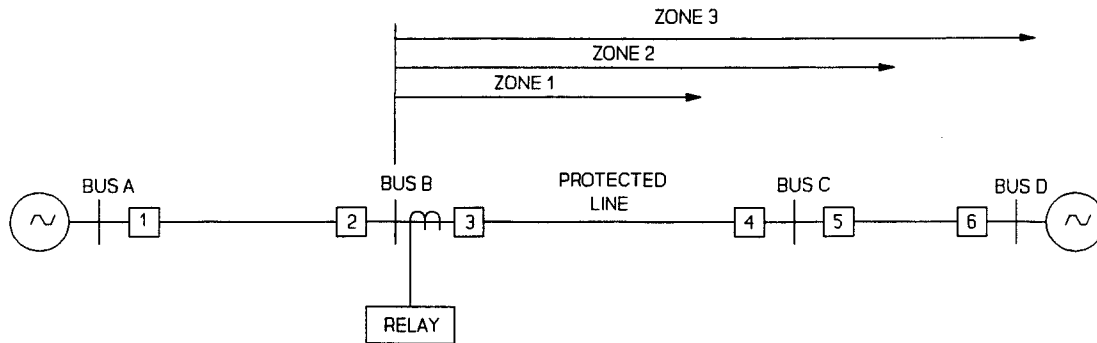 ZONE 3
ZONE 2
ZONE 1
BUS A
BUS B
PROTECTED
LINE
BUS C
BUS D
1
2
3
4
5
6
RELAY